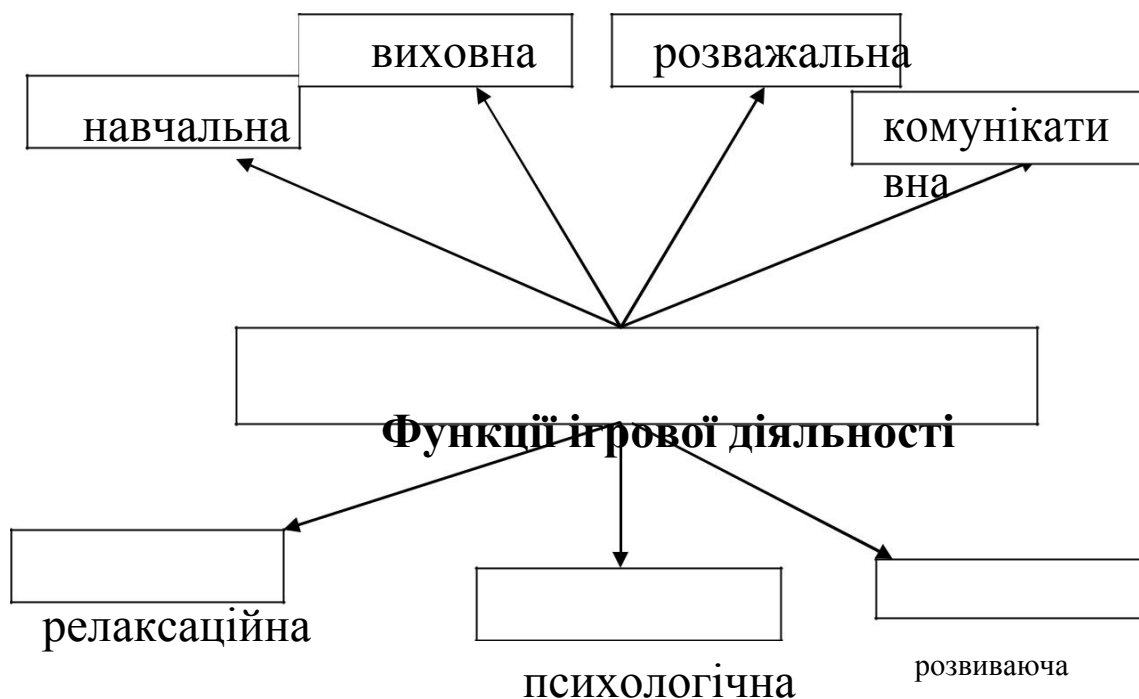 виховна
розважальна
навчальна
комунікати
вна
Функції ігрової діяльності
релаксаційна
психологічна
розвиваюча